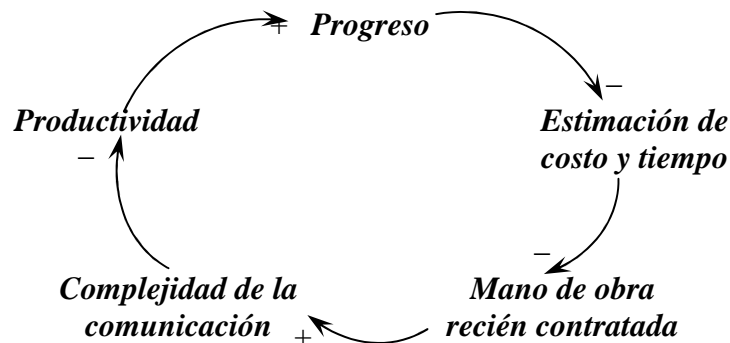 + Progreso
−
Productividad
−
Estimación de
costo y tiempo
−
Complejidad de la
comunicación +
Mano de obra
recién contratada